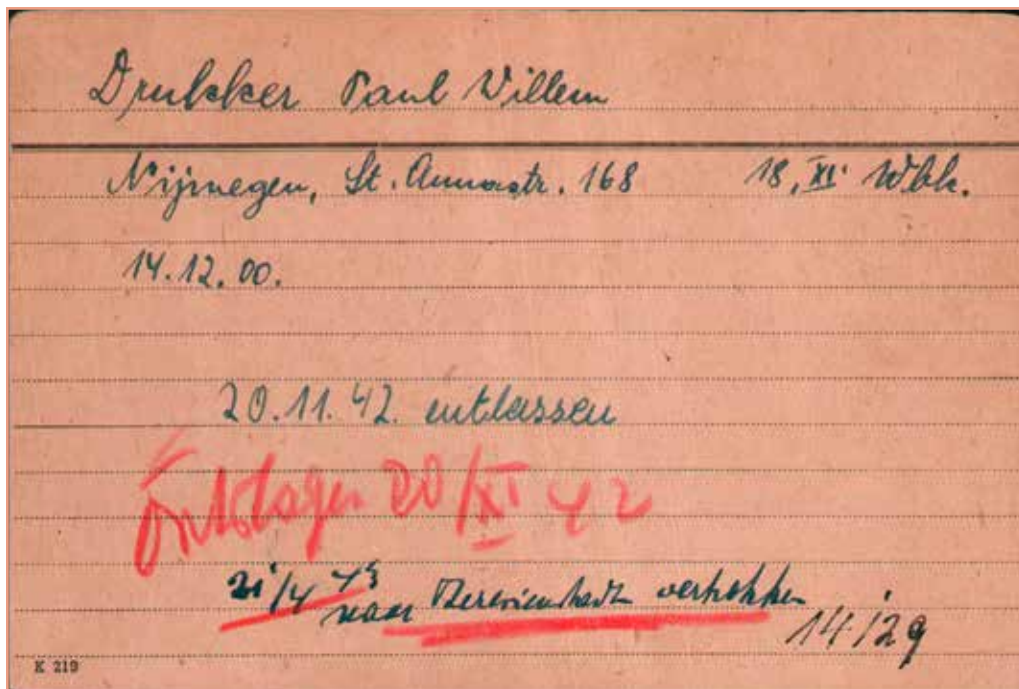 Drukker Paul Willem
Nijmegen, St. Annastr. 168 18, XI. Wbk.
14.12.00.
20.11.42. entlassen
Ontslagen 20/XI 42
21/4 43
naar Theresienstadt vertrokken
14/29
K 219